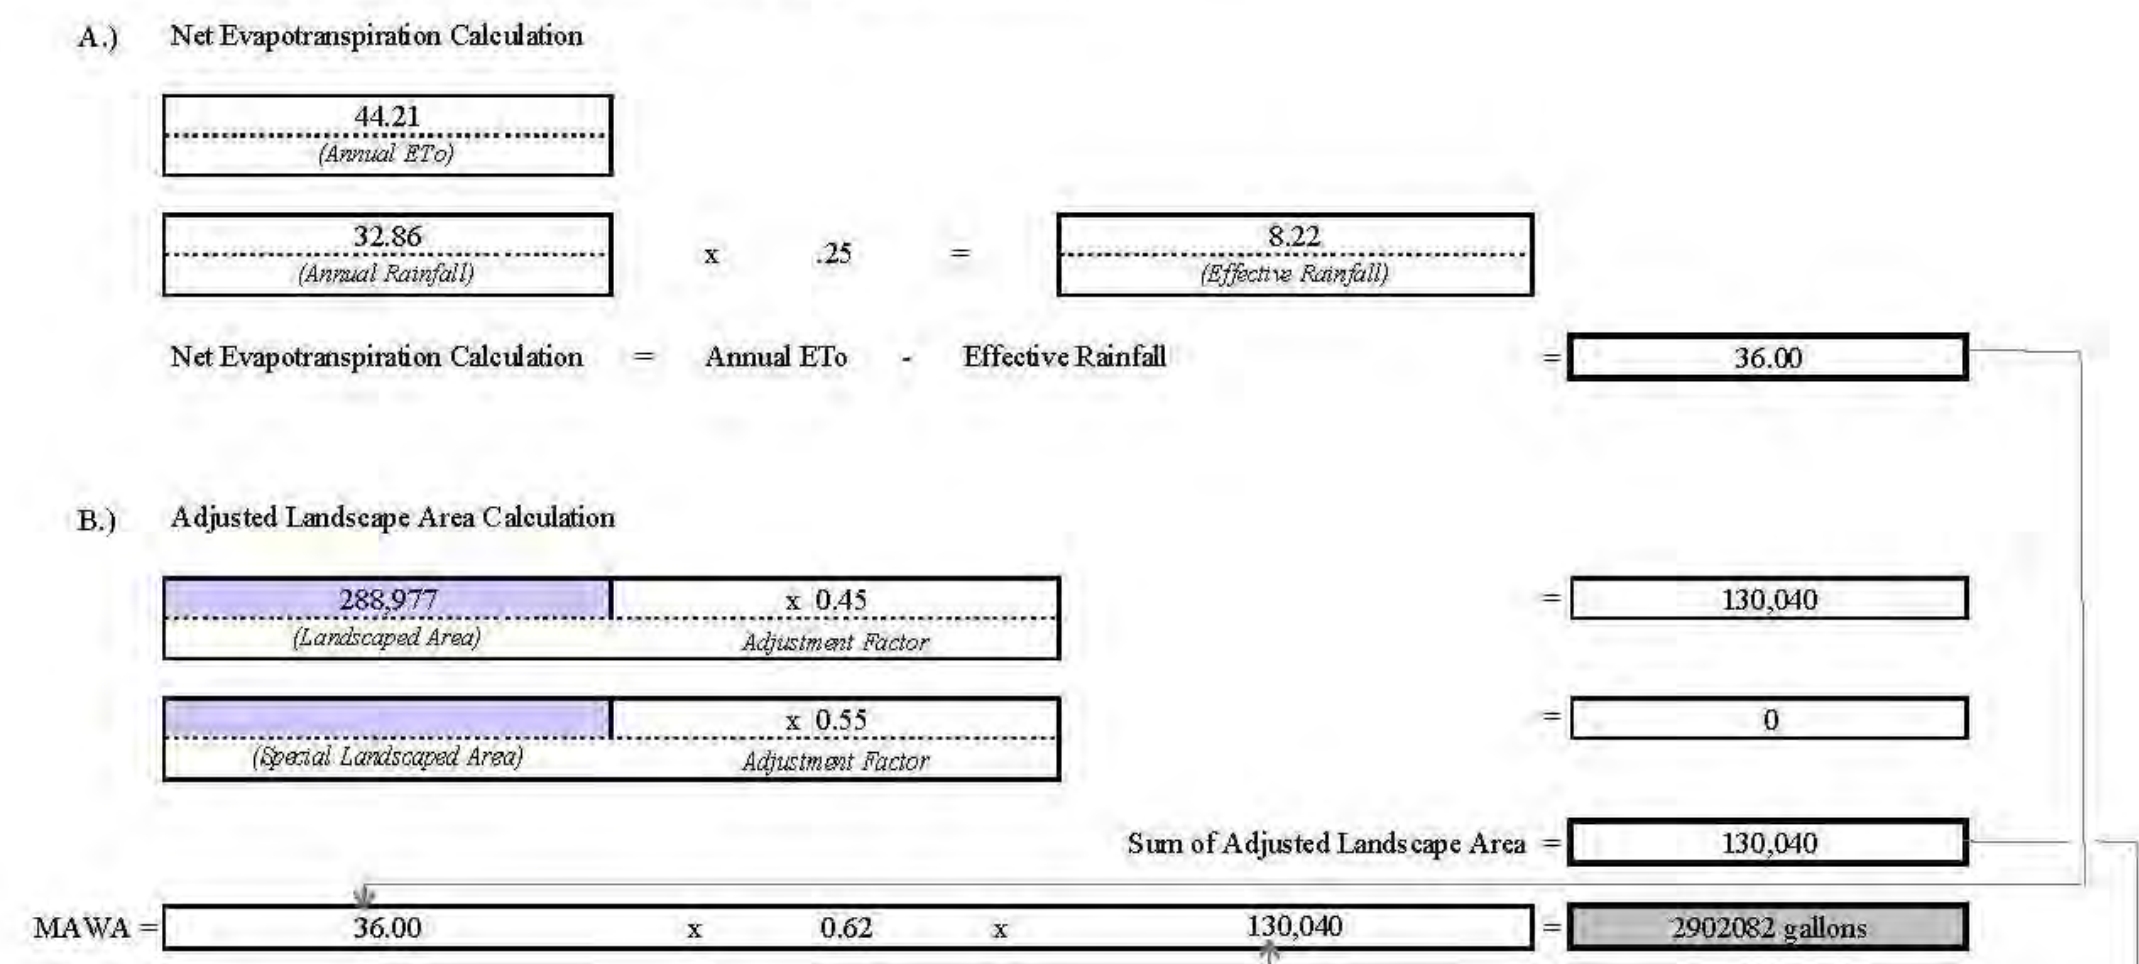 A.) Net Evapotranspiration Calculation
44.21
(Annual ETo)
32.86 x .25 = 8.22
(Annual Rainfall) (Effective Rainfall)
Net Evapotranspiration Calculation = Annual ETo - Effective Rainfall = 36.00
B.) Adjusted Landscape Area Calculation
288,977 x 0.45 = 130,040
(Landscaped Area) Adjustment Factor
x 0.55 = 0
(Special Landscaped Area) Adjustment Factor
Sum of Adjusted Landscape Area = 130,040
MAWA = 36.00 x 0.62 x 130,040 = 2902082 gallons